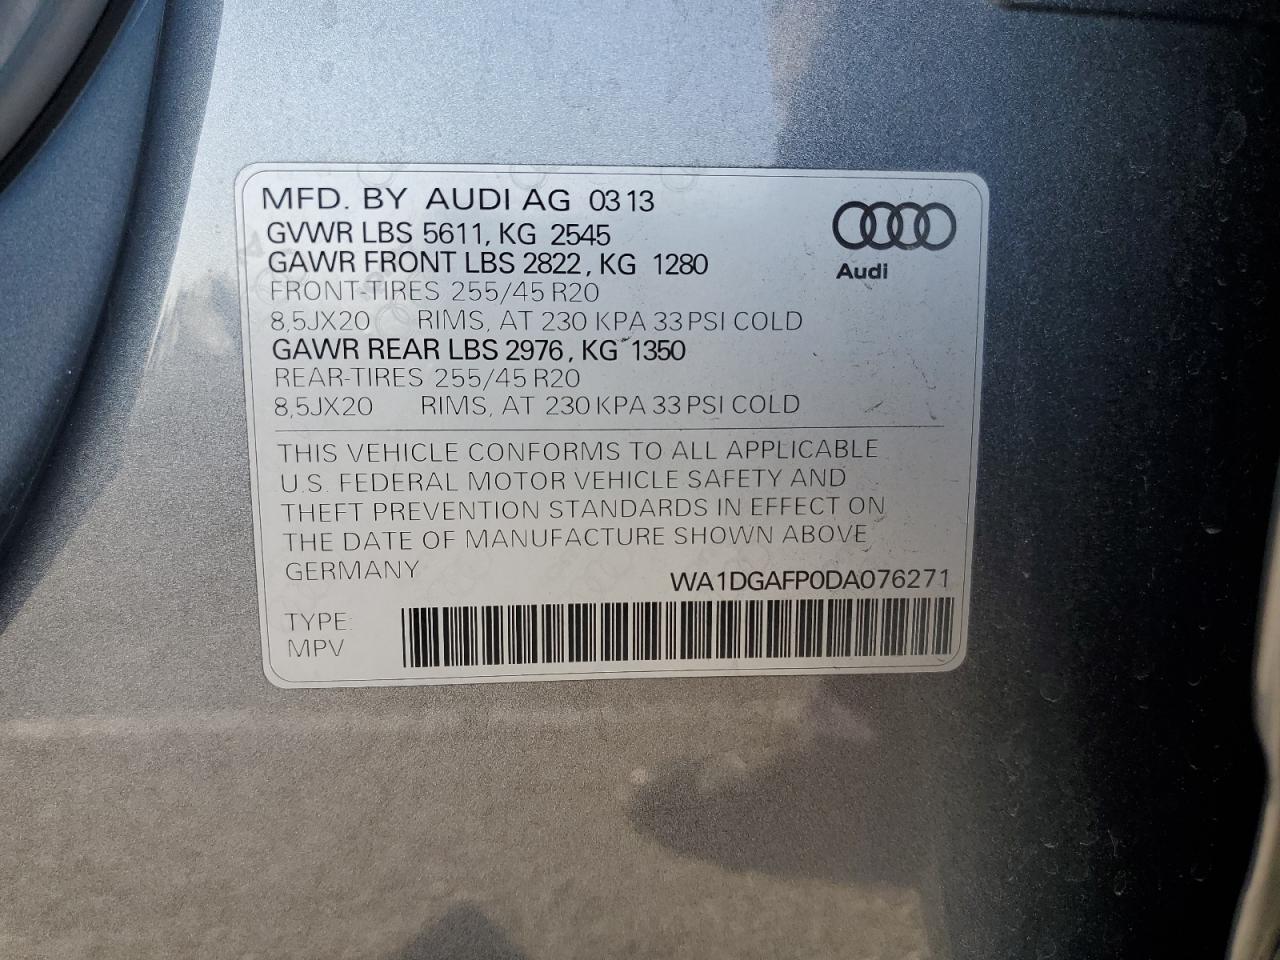 MFD. BY AUDI AG 0313
GVWR LBS 5611, KG 2545
GAWR FRONT LBS 2822, KG 1280
FRONT-TIRES 255/45 R20
8,5JX20 RIMS, AT 230 KPA 33 PSI COLD
GAWR REAR LBS 2976, KG 1350
REAR-TIRES 255/45 R20
8,5JX20 RIMS, AT 230 KPA 33 PSI COLD
Audi
THIS VEHICLE CONFORMS TO ALL APPLICABLE
U.S. FEDERAL MOTOR VEHICLE SAFETY AND
THEFT PREVENTION STANDARDS IN EFFECT ON
THE DATE OF MANUFACTURE SHOWN ABOVE
GERMANY
WA1DGAFP0DA076271
TYPE:
MPV